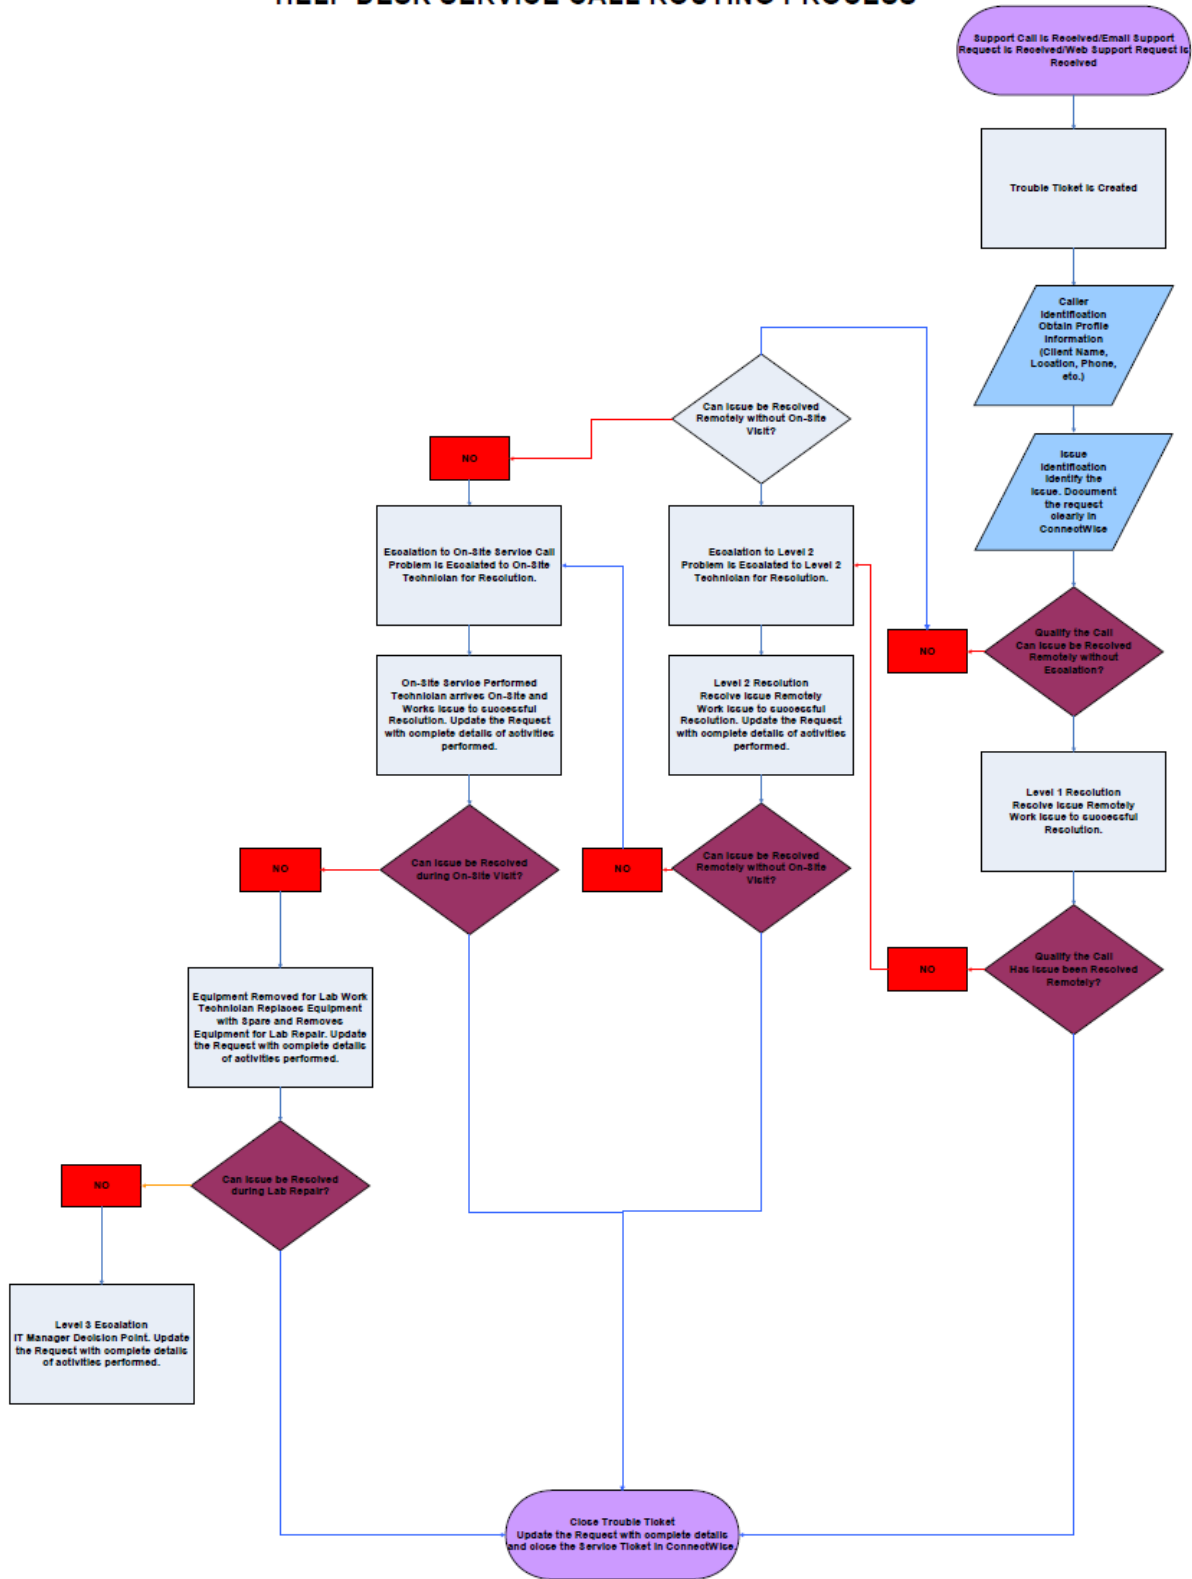 HELP DESK SERVICE CALL ROUTING PROCESS
Support Call is Received/Email Support
Request is Received/Web Support Request is
Received
Trouble Ticket is Created
Caller
Identification
Obtain Profile
Information
(Client Name,
Location, Phone,
etc.)
Issue
Identification
Identify the
Issue. Document
the request
clearly in
ConnectWise
Can Issue be Resolved
Remotely without On-Site
Visit?
NO
Escalation to On-Site Service Call
Problem is Escalated to On-Site
Technician for Resolution.
Escalation to Level 2
Problem is Escalated to Level 2
Technician for Resolution.
NO
Qualify the Call
Can Issue be Resolved
Remotely without
Escalation?
On-Site Service Performed
Technician arrives On-Site and
Works Issue to successful
Resolution. Update the Request
with complete details of activities
performed.
Level 2 Resolution
Resolve Issue Remotely
Work Issue to successful
Resolution. Update the Request
with complete details of activities
performed.
Level 1 Resolution
Resolve Issue Remotely
Work Issue to successful
Resolution.
NO
Can Issue be Resolved
during On-Site Visit?
NO
Can Issue be Resolved
Remotely without On-Site
Visit?
NO
Qualify the Call
Has Issue been Resolved
Remotely?
Equipment Removed for Lab Work
Technician Replaces Equipment
with Spare and Removes
Equipment for Lab Repair. Update
the Request with complete details
of activities performed.
NO
Can Issue be Resolved
during Lab Repair?
Level 3 Escalation
IT Manager Decision Point. Update
the Request with complete details
of activities performed.
Close Trouble Ticket
Update the Request with complete details
and close the Service Ticket in ConnectWise.